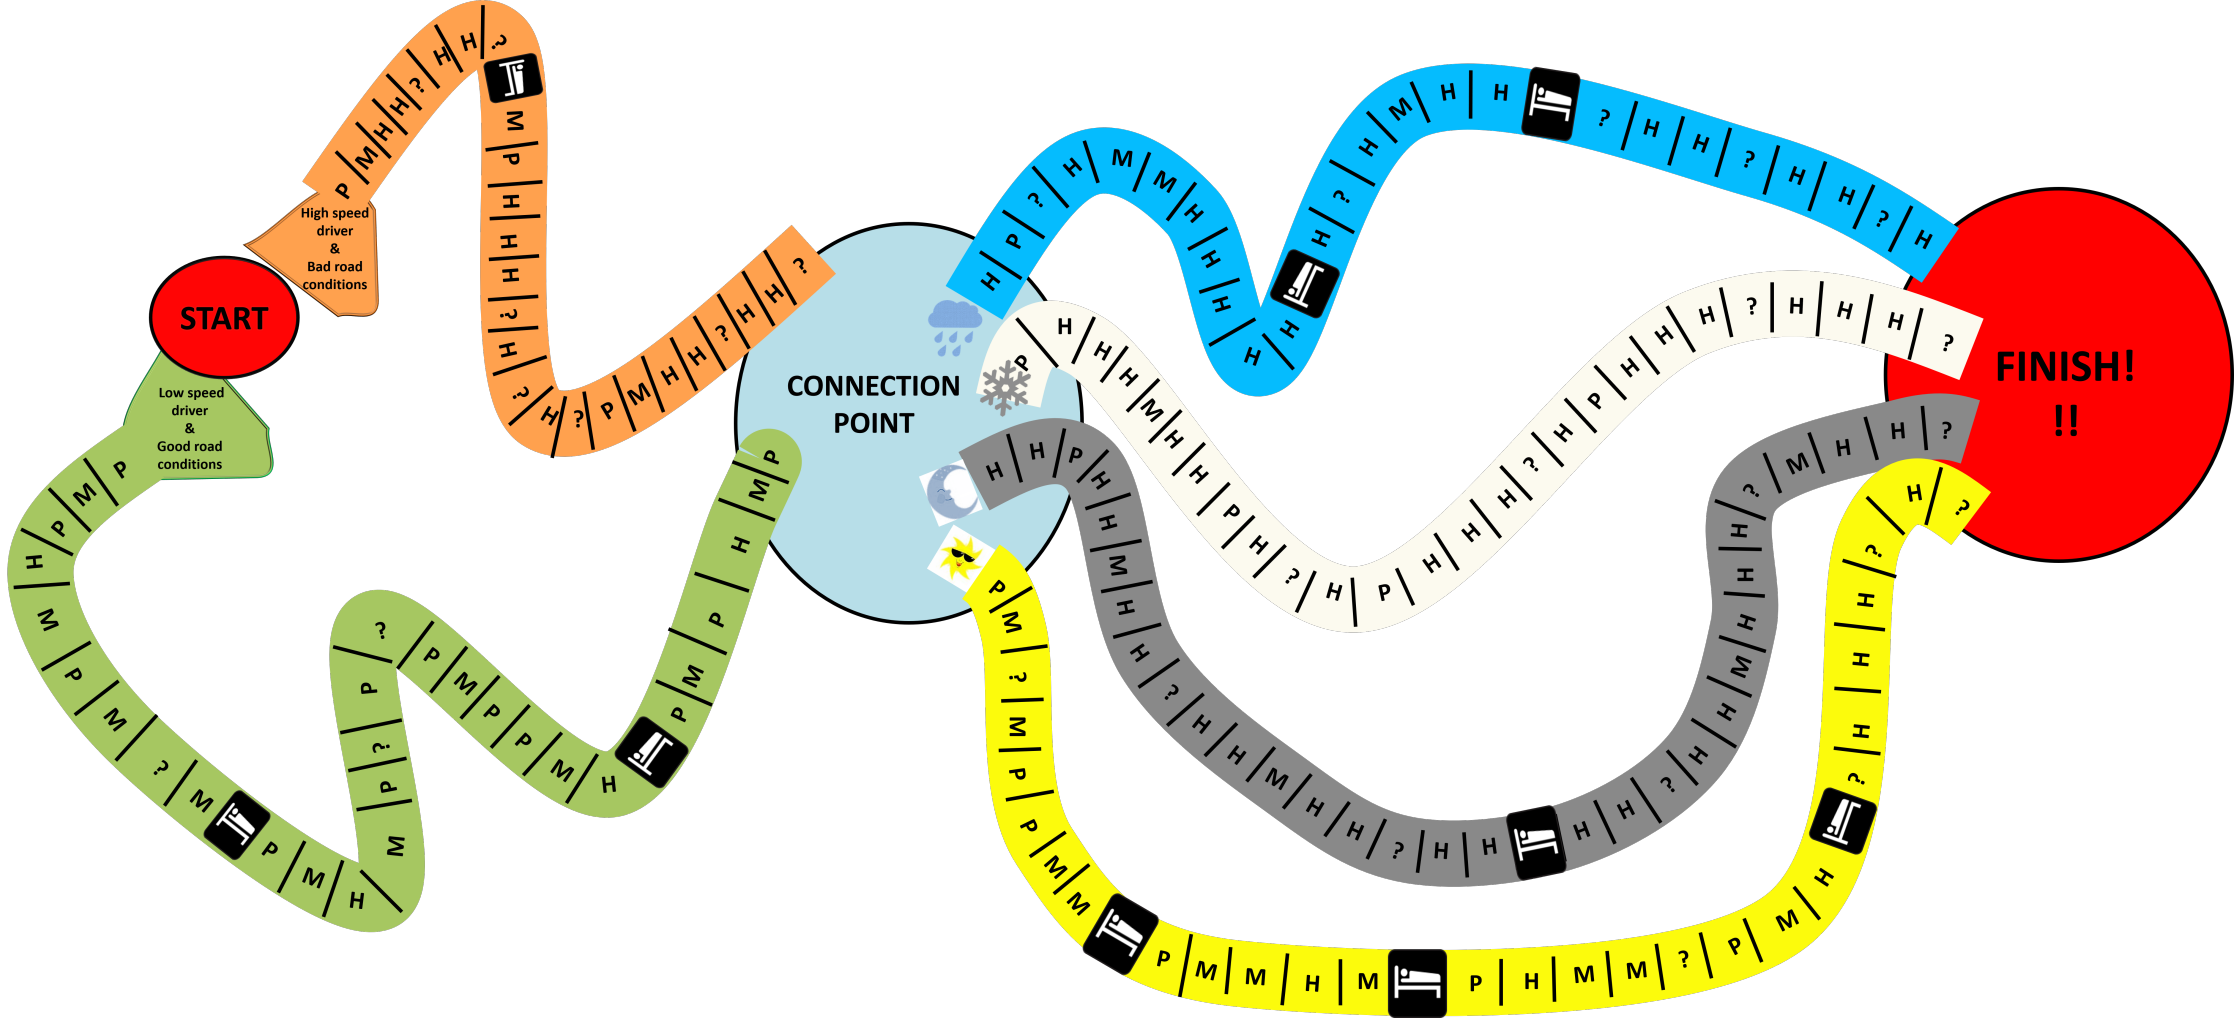 START
High speed
driver
&
Bad road
conditions
Low speed
driver
&
Good road
conditions
P M H H ? H H ?
M P H H H ? H ? H ? P M H H ? H H ?
P M P H M P M ? M
P M H M P ? P ? P M P P M H
P M P H M P
CONNECTION
POINT
H P ? H M M H H H H H
H ? H M H H
? H H ? H H ? H
P H H H M H H P H ? H P H H H ? H P H H H ? H H H ?
H H P H H M H H ? H H M H H ? H H
H H ? H H M H H H ? M H H ?
P M ? M P P M M
P M M H M
P H M M ? P M H
? H H H ? H ?
FINISH!
!!